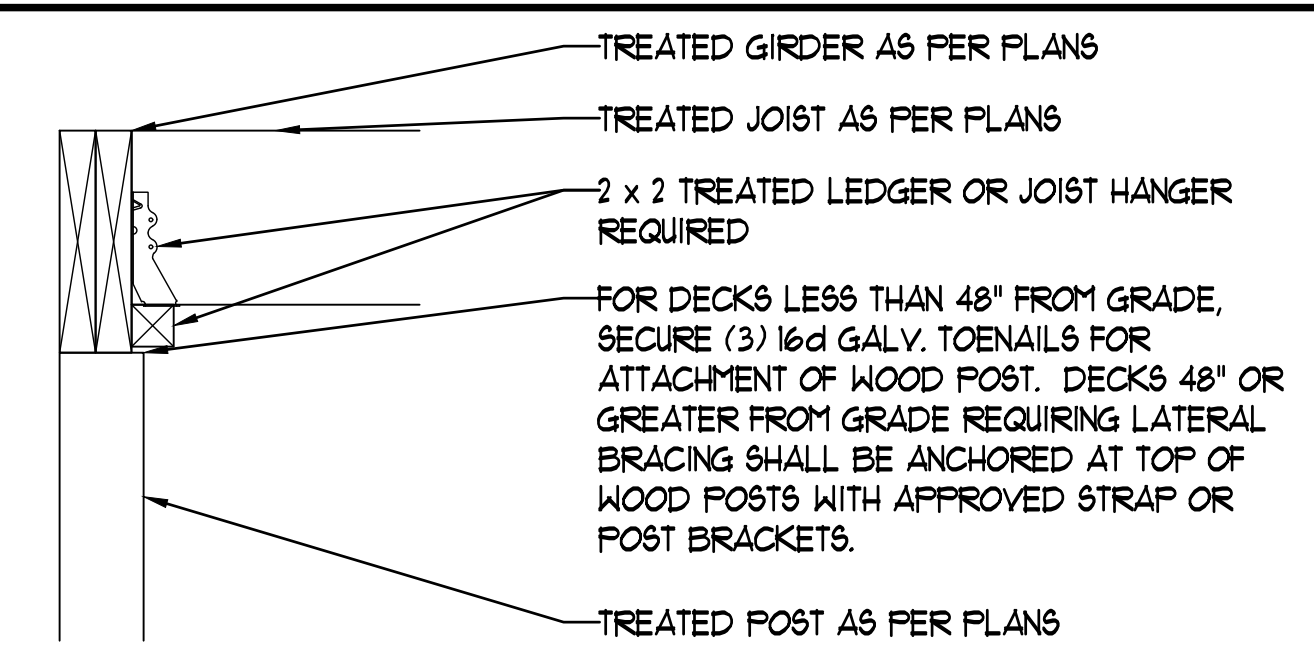 TREATED GIRDER AS PER PLANS
TREATED JOIST AS PER PLANS
2 x 2 TREATED LEDGER OR JOIST HANGER
REQUIRED
FOR DECKS LESS THAN 48" FROM GRADE,
SECURE (3) 16d GALV. TOENAILS FOR
ATTACHMENT OF WOOD POST. DECKS 48" OR
GREATER FROM GRADE REQUIRING LATERAL
BRACING SHALL BE ANCHORED AT TOP OF
WOOD POSTS WITH APPROVED STRAP OR
POST BRACKETS.
TREATED POST AS PER PLANS